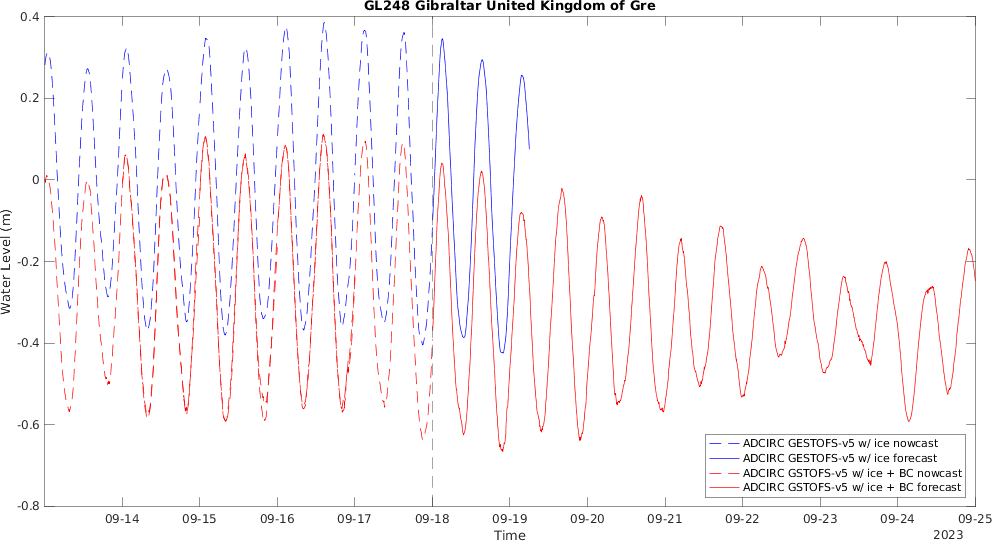 GL248 Gibraltar United Kingdom of Gre
0.4
0.2
0
-0.2
-0.4
-0.6
-0.8
Water Level (m)
09-14 09-15 09-16 09-17 09-18 09-19 09-20 09-21 09-22 09-23 09-24 09-25
Time
2023
ADCIRC GESTOFS-v5 w/ ice nowcast
ADCIRC GESTOFS-v5 w/ ice forecast
ADCIRC GSTOFS-v5 w/ ice + BC nowcast
ADCIRC GSTOFS-v5 w/ ice + BC forecast